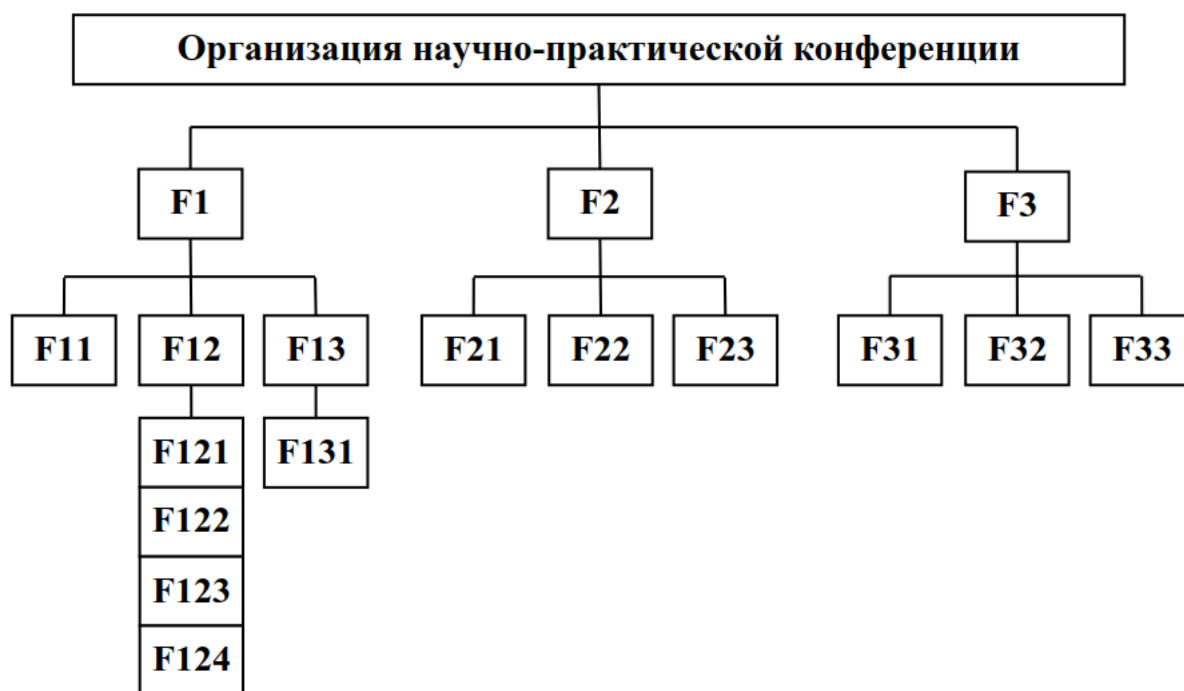 Организация научно-практической конференции
F1
F2
F3
F11
F12
F13
F21
F22
F23
F31
F32
F33
F121
F131
F122
F123
F124